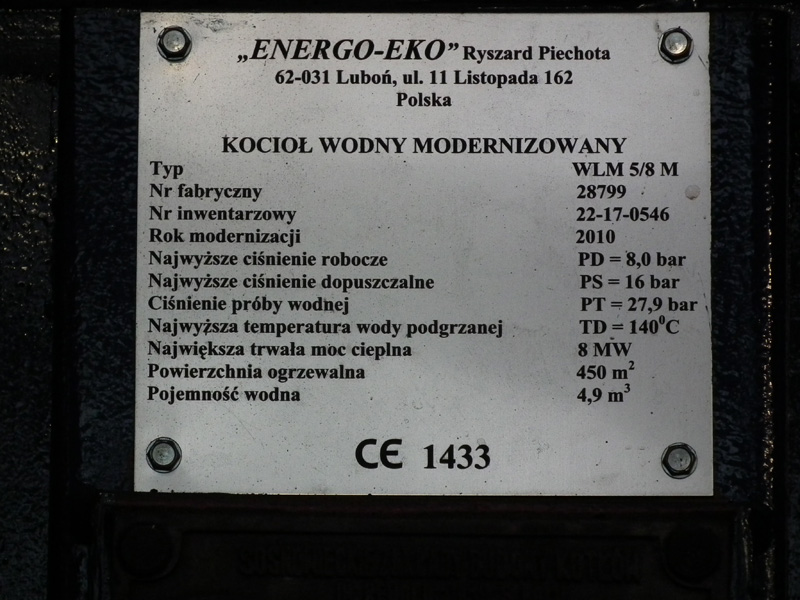 „ENERGO-EKO” Ryszard Piechota
62-031 Luboń, ul. 11 Listopada 162
Polska
KOCIOŁ WODNY MODERNIZOWANY
Typ WLM 5/8 M
Nr fabryczny 28799
Nr inwentarzowy 22-17-0546
Rok modernizacji 2010
Najwyższe ciśnienie robocze PD = 8,0 bar
Najwyższe ciśnienie dopuszczalne PS = 16 bar
Ciśnienie próby wodnej PT = 27,9 bar
Najwyższa temperatura wody podgrzanej TD = 140⁰C
Największa trwała moc cieplna 8 MW
Powierzchnia ogrzewalna 450 m²
Pojemność wodna 4,9 m³
CE 1433